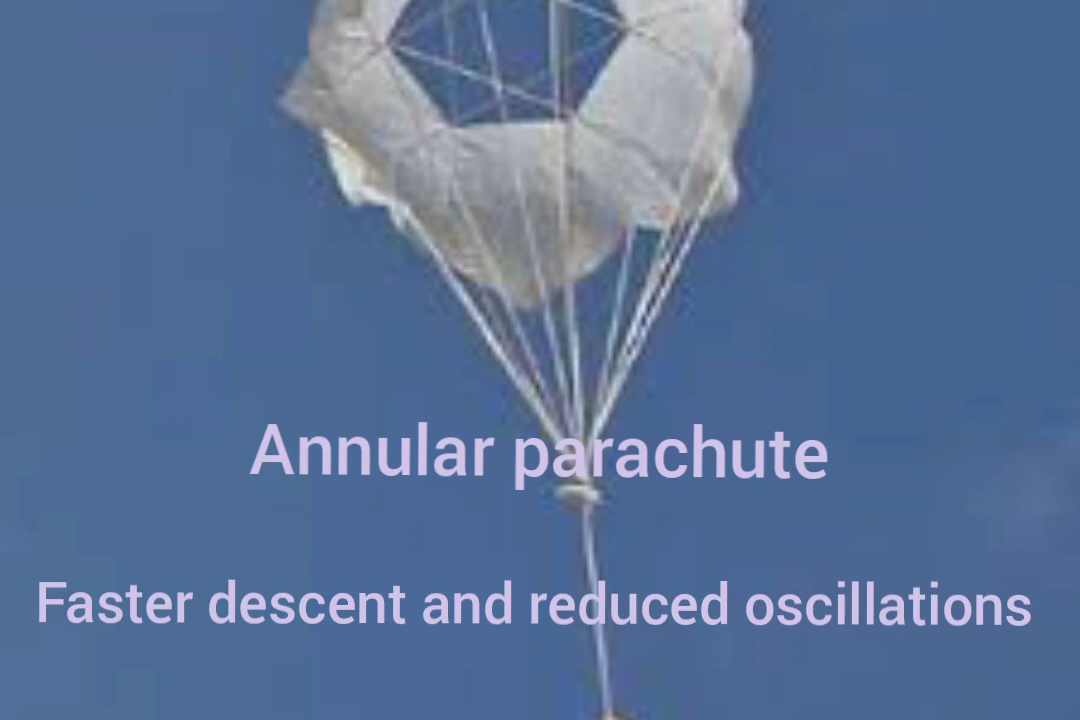 Annular parachute
Faster descent and reduced oscillations